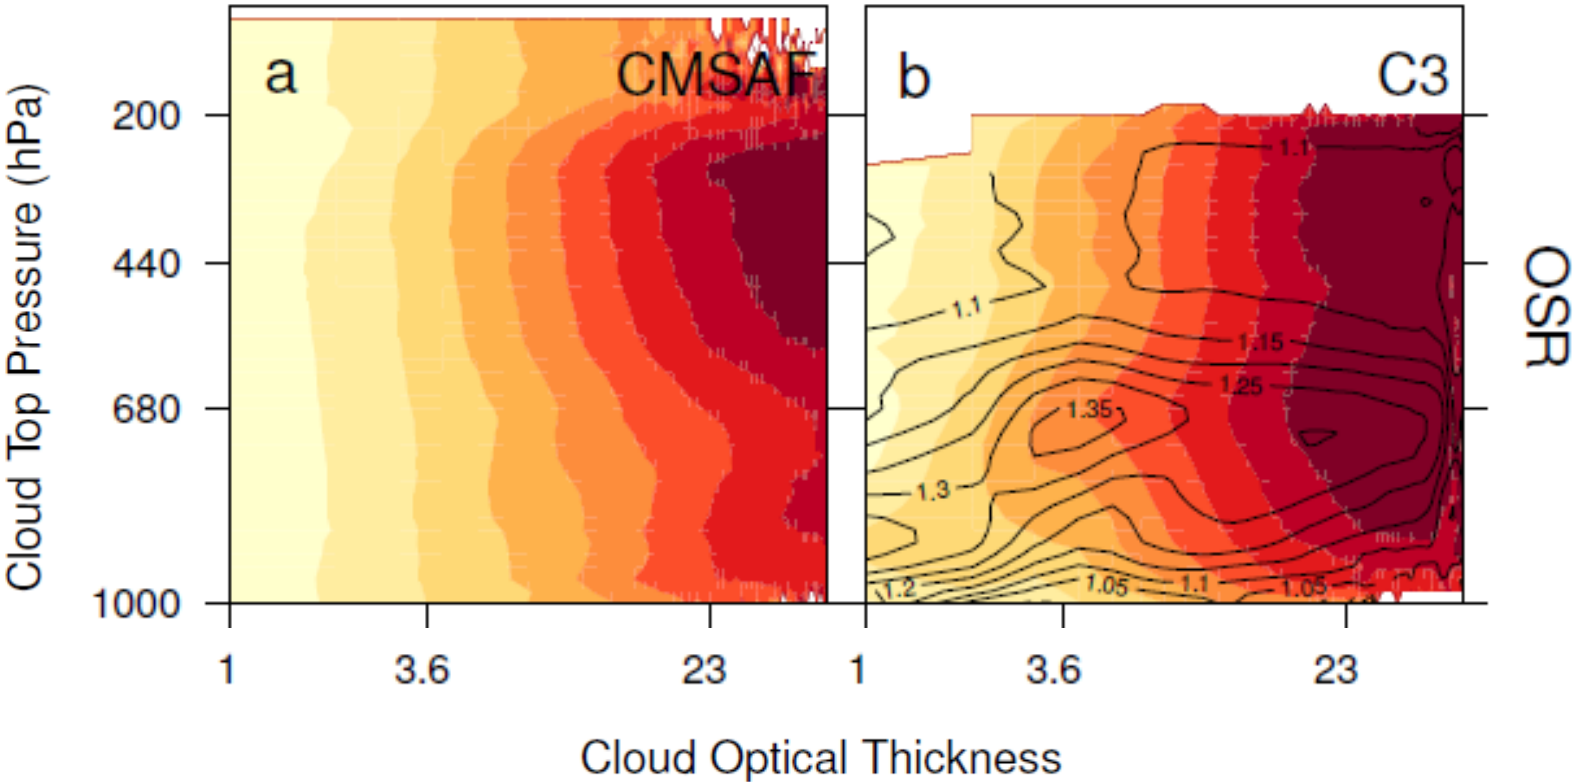 a
CMSAF
b
C3
Cloud Top Pressure (hPa)
200
440
680
1000
1.1
1.1
1.15
1.25
1.35
1.3
1.2
1.05
1.1
1.05
OSR
1
3.6
23
1
3.6
23
Cloud Optical Thickness